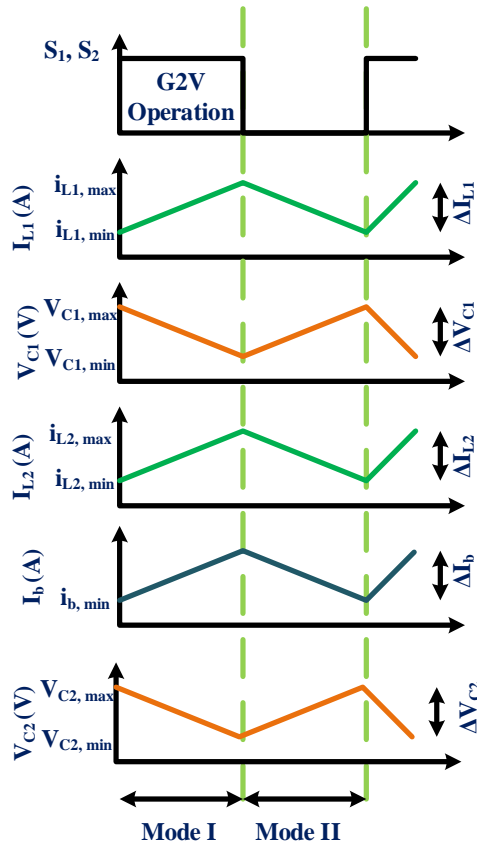 S1, S2
G2V
Operation
IL1 (A)
iL1, max
iL1, min
ΔIL1
VC1 (V)
VC1, max
VC1, min
ΔVC1
IL2 (A)
iL2, max
iL2, min
ΔIL2
Ib (A)
ib, min
ΔIb
VC2 (V)
VC2, max
VC2, min
ΔVC2
Mode I
Mode II